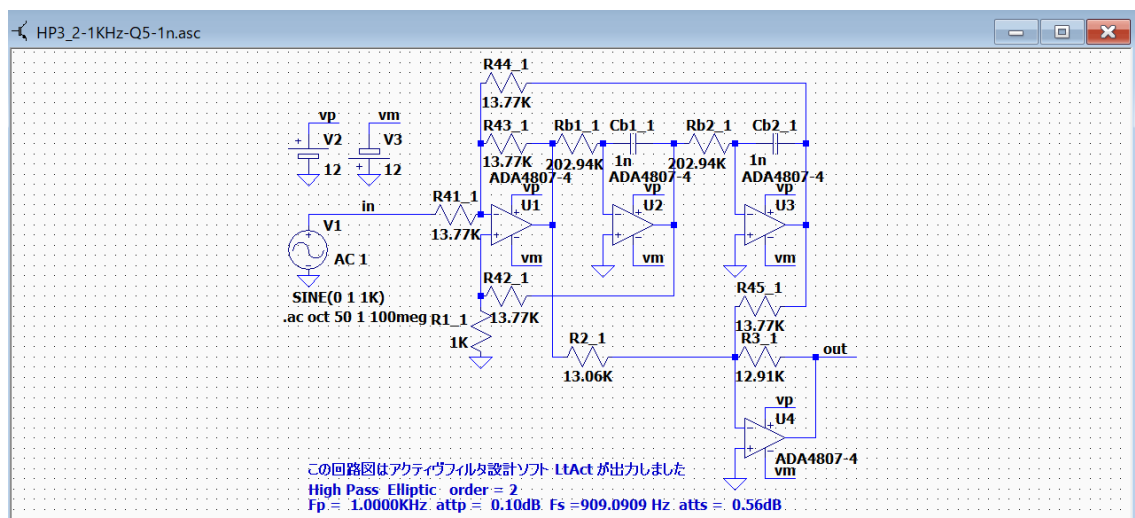 HP3_2-1KHz-Q5-1n.asc
R44_1
13.77K
vp
vm
R43_1
Rb1_1
Cb1_1
Rb2_1
Cb2_1
+
V2
V3
13.77K
202.94K
1n
202.94K
1n
12
+
12
ADA4807-4
ADA4807-4
ADA4807-4
R41_1
vp
vp
vp
in
U1
U2
U3
V1
13.77K
AC 1
vm
vm
vm
R42_1
R45_1
SINE(0 1 1K)
13.77K
.ac oct 50 1 100meg
R1_1
13.77K
1K
R2_1
R3_1
out
13.06K
12.91K
vp
U4
ADA4807-4
vm
この回路図はアクティヴフィルタ設計ソフト LtAct が出力しました
High Pass Elliptic order = 2
Fp = 1.0000KHz attp = 0.10dB Fs =909.0909 Hz atts = 0.56dB